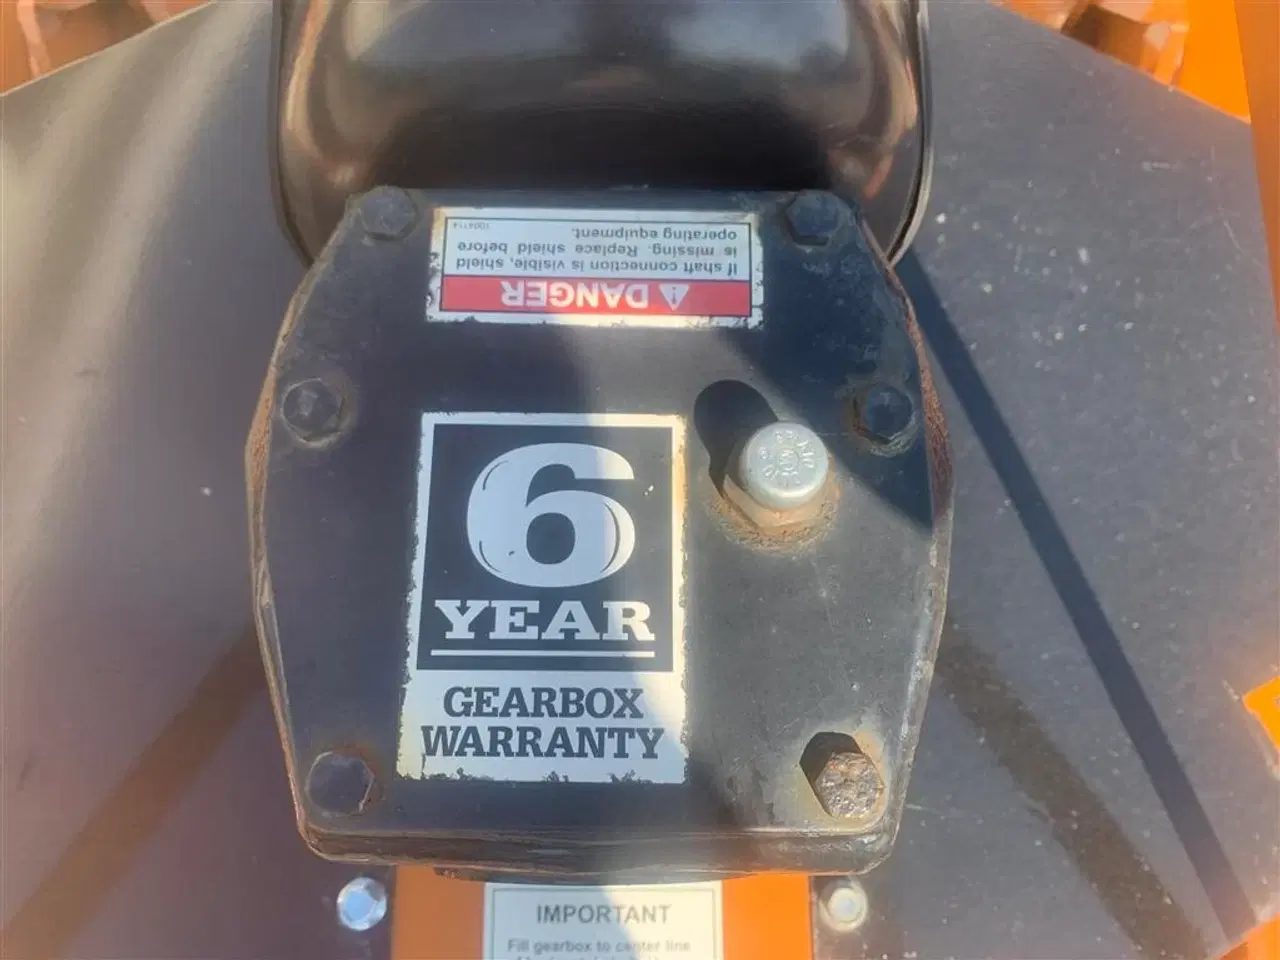 ⚠ DANGER
If shaft connection is visible, shield
is missing. Replace shield before
operating equipment.
1004114
6
YEAR
GEARBOX
WARRANTY
IMPORTANT
Fill gearbox to center line